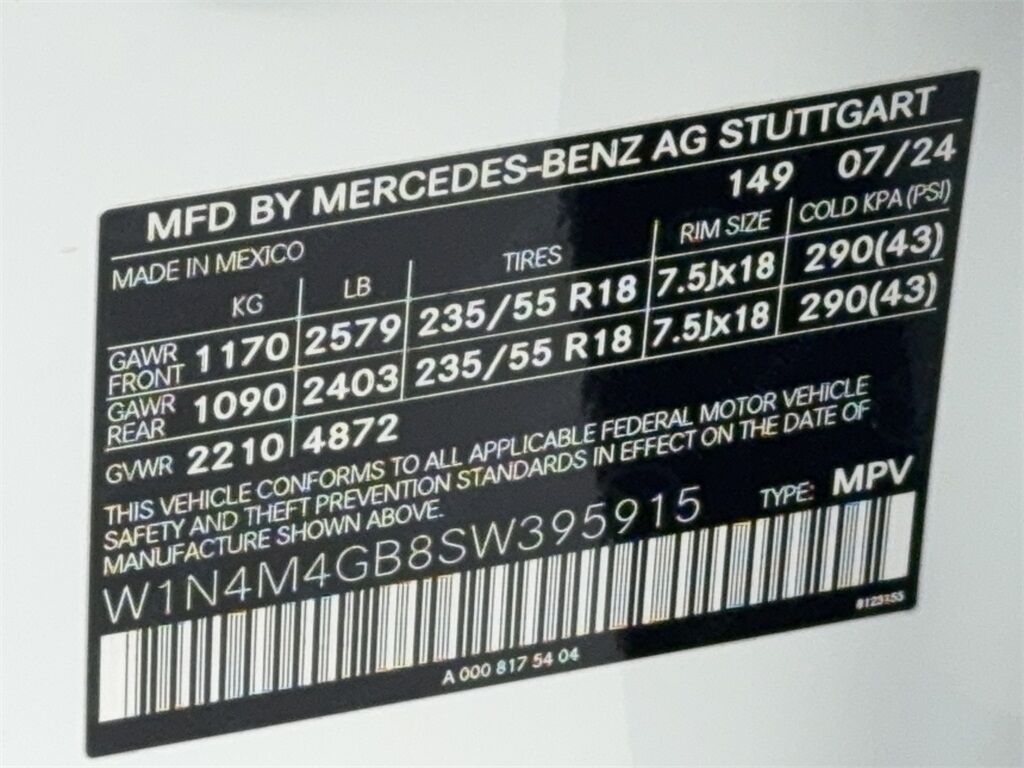 MFD BY MERCEDES-BENZ AG STUTTGART
MADE IN MEXICO 149 07/24
KG LB TIRES RIM SIZE COLD KPA (PSI)
GAWR FRONT 1170 2579 235/55 R18 7.5Jx18 290(43)
GAWR REAR 1090 2403 235/55 R18 7.5Jx18 290(43)
GVWR 2210 4872
THIS VEHICLE CONFORMS TO ALL APPLICABLE FEDERAL MOTOR VEHICLE
SAFETY AND THEFT PREVENTION STANDARDS IN EFFECT ON THE DATE OF
MANUFACTURE SHOWN ABOVE.
W1N4M4GB8SW395915 TYPE: MPV
A 000 817 54 04